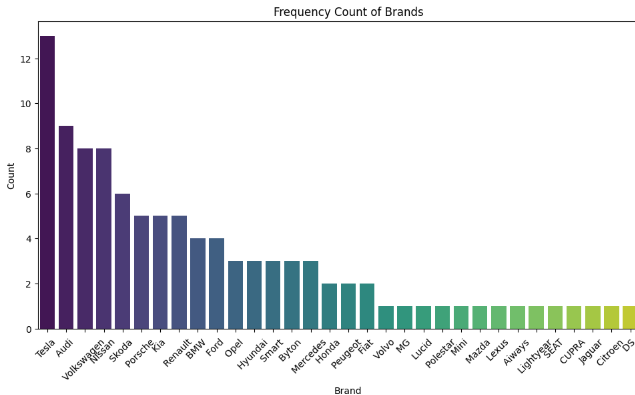 Frequency Count of Brands
12
10
8
6
4
2
0
Count
Tesla
Audi
Volkswagen
Nissan
Skoda
Porsche
Kia
Renault
BMW
Ford
Opel
Hyundai
Smart
Byton
Mercedes
Honda
Peugeot
Fiat
Volvo
MG
Lucid
Polestar
Mini
Mazda
Lexus
Aiways
Lightyear
SEAT
CUPRA
Jaguar
Citroen
DS
Brand